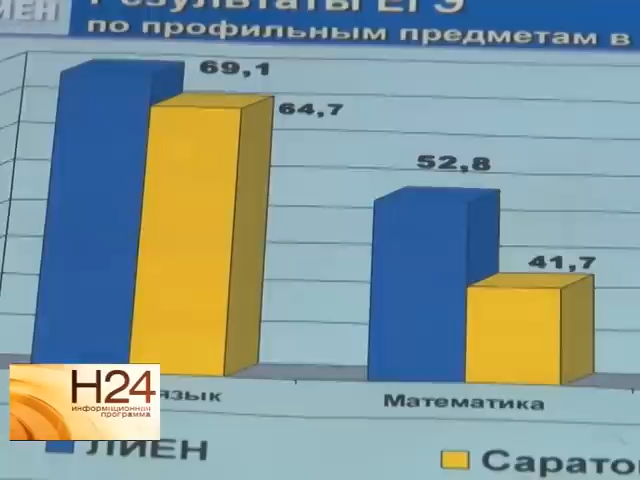 ИЕН
Результаты ЕГЭ
по профильным предметам в
69,1
64,7
52,8
41,7
язык
Математика
ЛИЕН
Сарато
Н24
информационная
программа